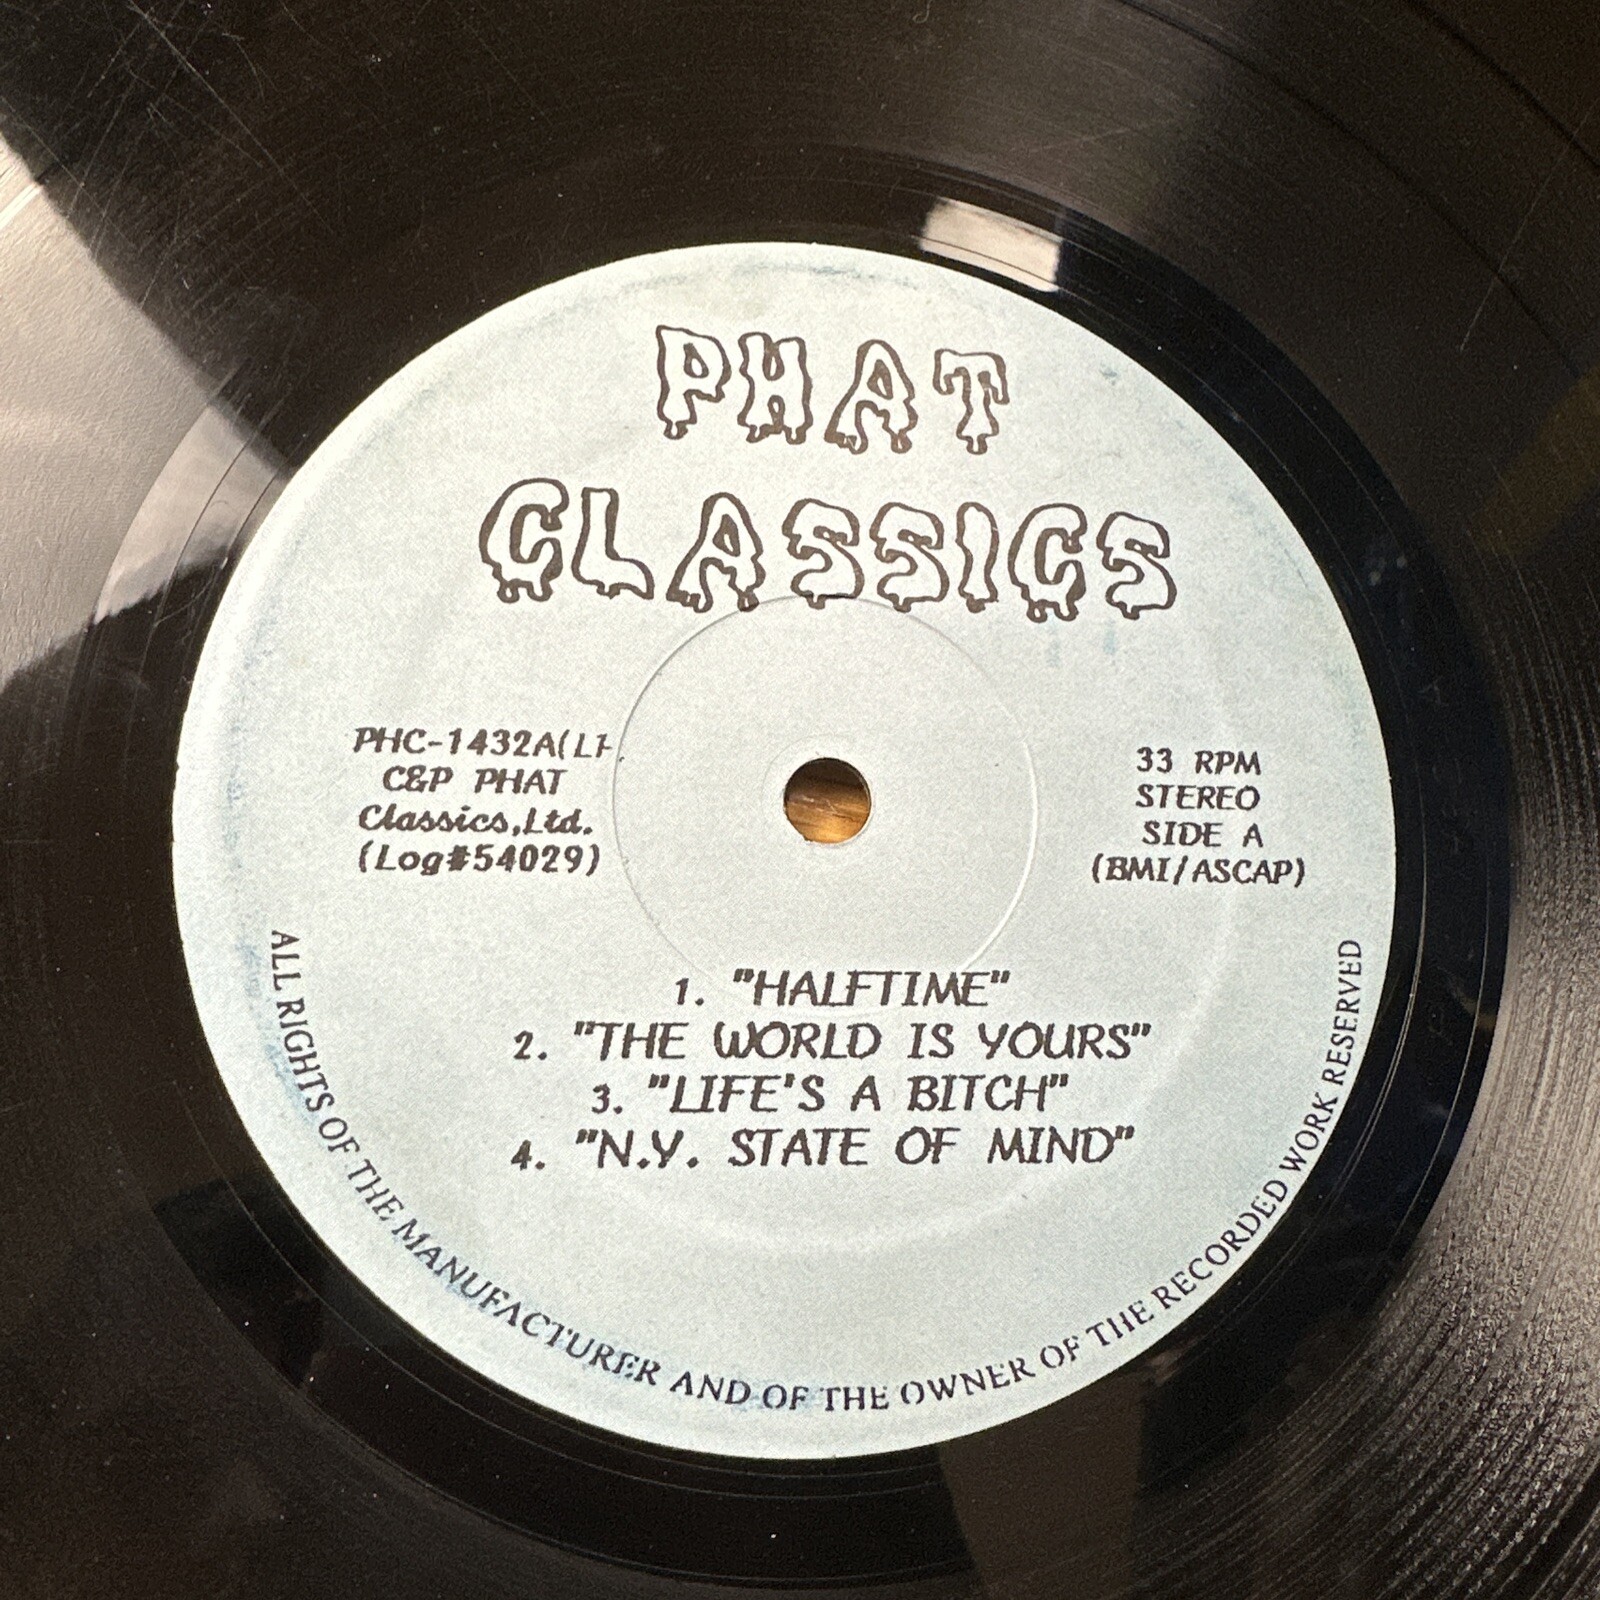 PHAT
CLASSICS
PHC-1432A(LP
C&P PHAT
Classics,Ltd.
(Log#54029)
33 RPM
STEREO
SIDE A
(BMI/ASCAP)
1. "HALFTIME"
2. "THE WORLD IS YOURS"
3. "LIFE'S A BITCH"
4. "N.Y. STATE OF MIND"
ALL RIGHTS OF THE MANUFACTURER AND OF THE OWNER OF THE RECORDED WORK RESERVED